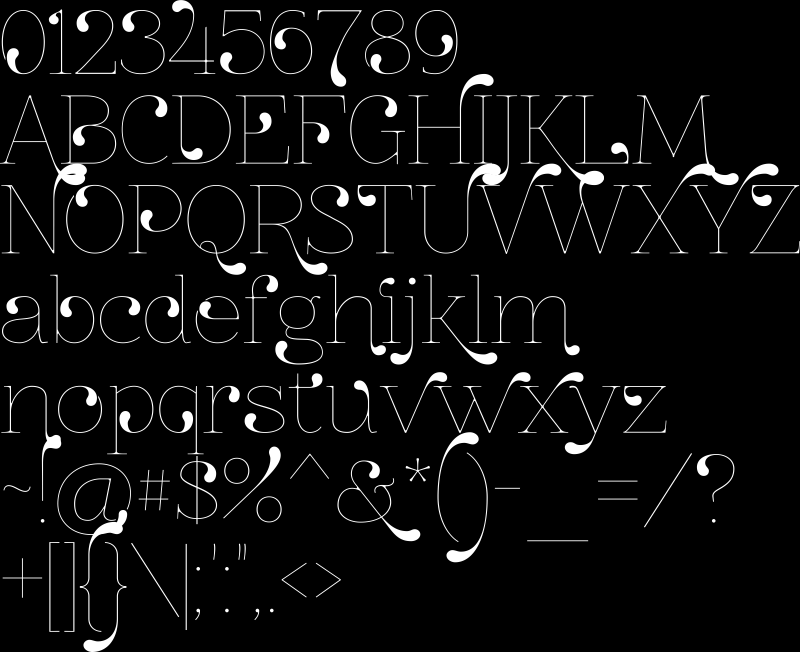 0123456789
ABCDEFGHIJKLM
NOPQRSTUVWXYZ
abcdefghijklm
nopqrstuvwxyz
~!@#$%^&*()-_=/?
+[]{}\|;:'",.<>